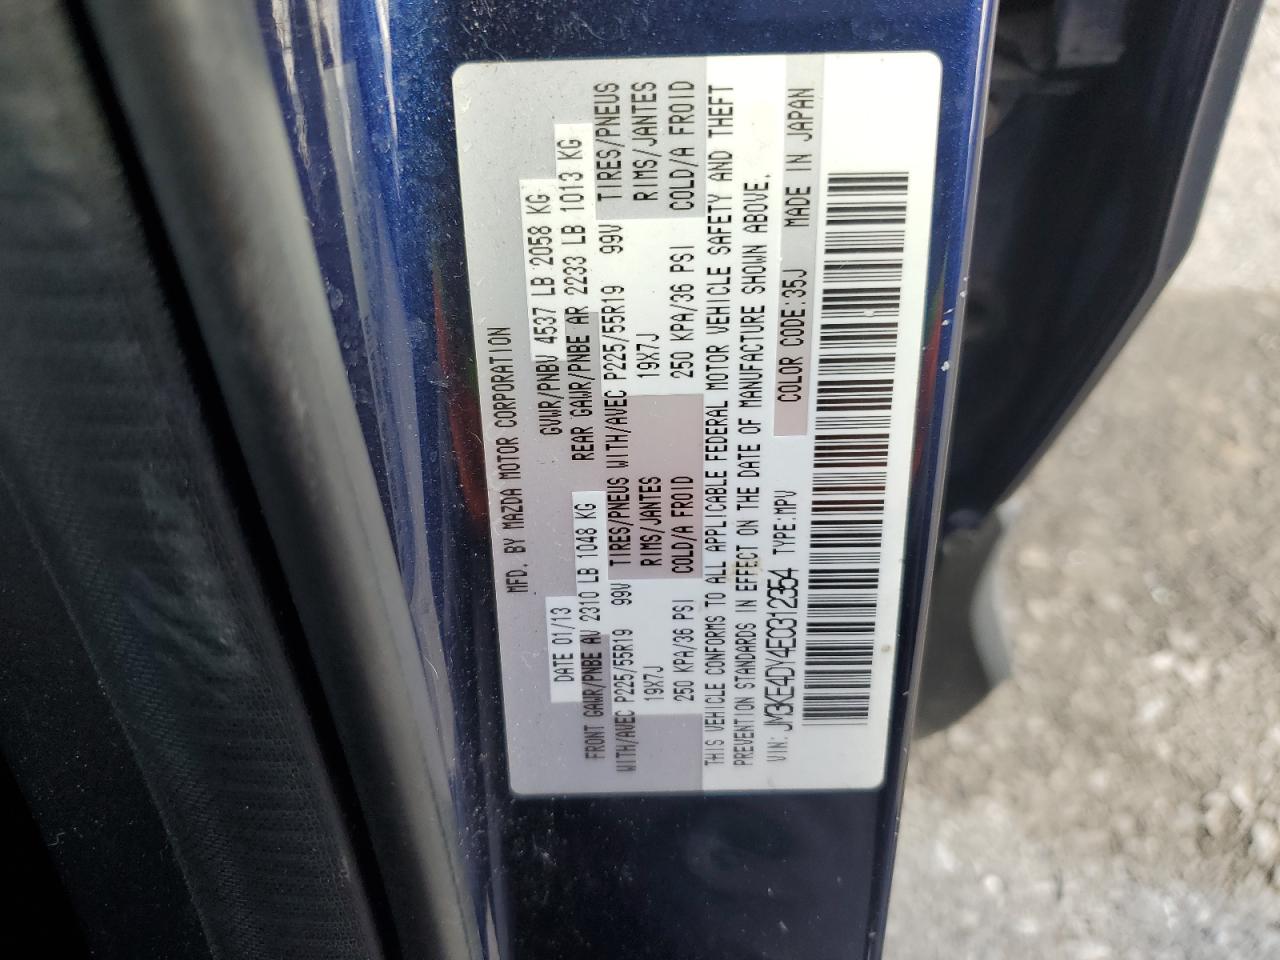 MFD. BY MAZDA MOTOR CORPORATION
DATE 01/13 GVWR/PNBV 4537 LB 2058 KG
FRONT GAWR/PNBE AV 2310 LB 1048 KG REAR GAWR/PNBE AR 2233 LB 1013 KG
WITH/AVEC P225/55R19 99V TIRES/PNEUS WITH/AVEC P225/55R19 99V TIRES/PNEUS
19X7J RIMS/JANTES 19X7J RIMS/JANTES
250 KPA/36 PSI COLD/A FROID 250 KPA/36 PSI COLD/A FROID
THIS VEHICLE CONFORMS TO ALL APPLICABLE FEDERAL MOTOR VEHICLE SAFETY AND THEFT
PREVENTION STANDARDS IN EFFECT ON THE DATE OF MANUFACTURE SHOWN ABOVE.
VIN: JM3KE4DY4E0312354 TYPE:MPV COLOR CODE:35J MADE IN JAPAN